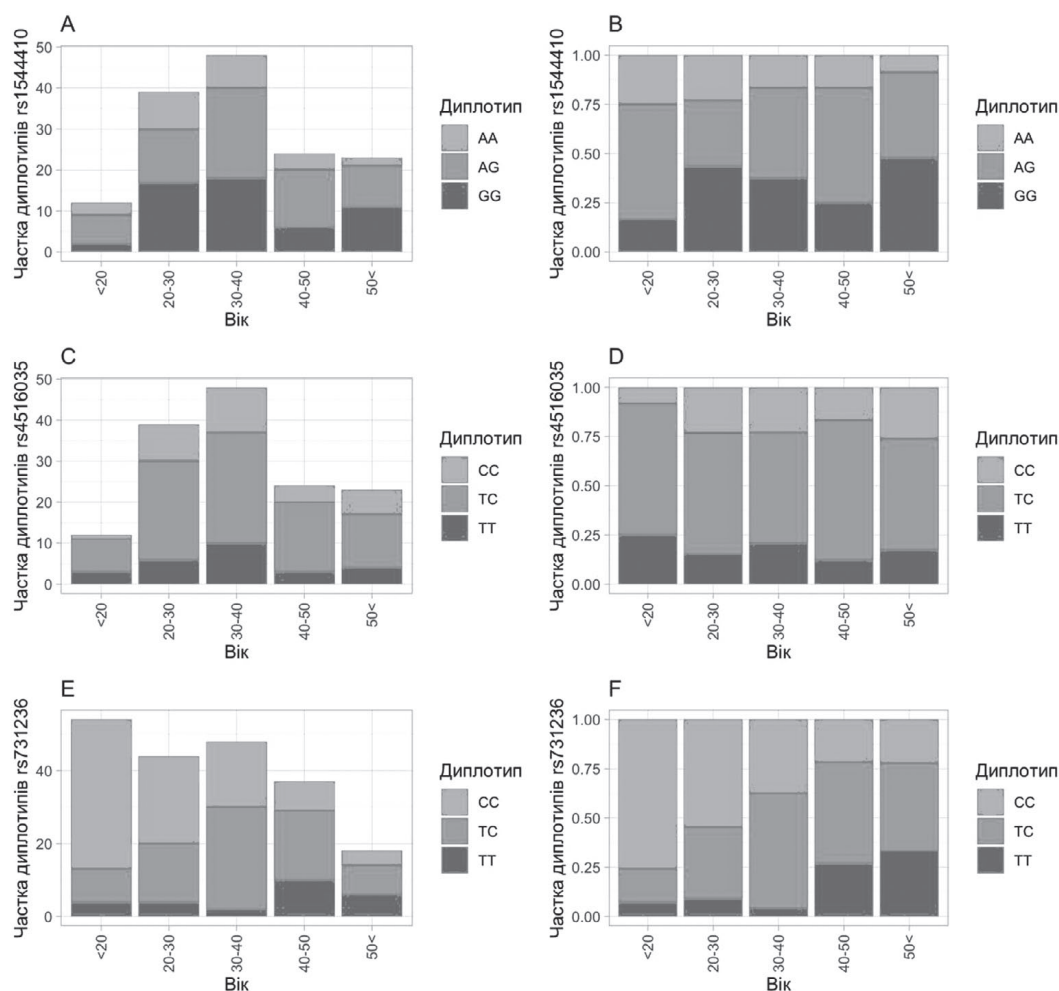 A
Частка диплотипів rs1544410
50
40
30
20
10
0
<20
20-30
30-40
40-50
50<
Вік
Диплотип
AA
AG
GG
B
Частка диплотипів rs1544410
1.00
0.75
0.50
0.25
0.00
<20
20-30
30-40
40-50
50<
Вік
Диплотип
AA
AG
GG
C
Частка диплотипів rs4516035
50
40
30
20
10
0
<20
20-30
30-40
40-50
50<
Вік
Диплотип
CC
TC
TT
D
Частка диплотипів rs4516035
1.00
0.75
0.50
0.25
0.00
<20
20-30
30-40
40-50
50<
Вік
Диплотип
CC
TC
TT
E
Частка диплотипів rs731236
40
20
0
<20
20-30
30-40
40-50
50<
Вік
Диплотип
CC
TC
TT
F
Частка диплотипів rs731236
1.00
0.75
0.50
0.25
0.00
<20
20-30
30-40
40-50
50<
Вік
Диплотип
CC
TC
TT